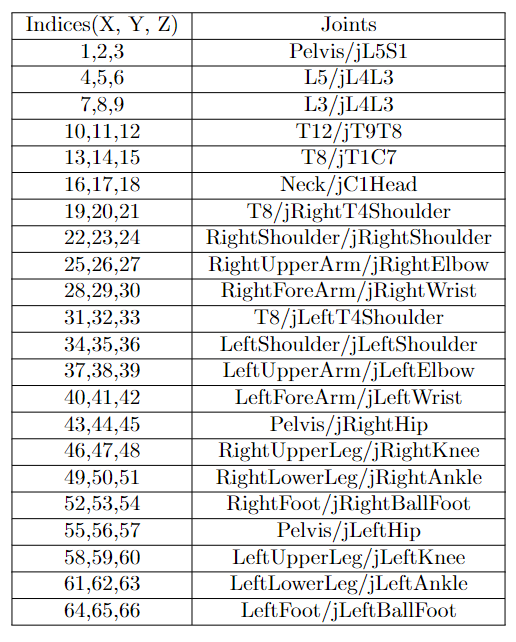 Indices(X, Y, Z) Joints
1,2,3 Pelvis/jL5S1
4,5,6 L5/jL4L3
7,8,9 L3/jL4L3
10,11,12 T12/jT9T8
13,14,15 T8/jT1C7
16,17,18 Neck/jC1Head
19,20,21 T8/jRightT4Shoulder
22,23,24 RightShoulder/jRightShoulder
25,26,27 RightUpperArm/jRightElbow
28,29,30 RightForeArm/jRightWrist
31,32,33 T8/jLeftT4Shoulder
34,35,36 LeftShoulder/jLeftShoulder
37,38,39 LeftUpperArm/jLeftElbow
40,41,42 LeftForeArm/jLeftWrist
43,44,45 Pelvis/jRightHip
46,47,48 RightUpperLeg/jRightKnee
49,50,51 RightLowerLeg/jRightAnkle
52,53,54 RightFoot/jRightBallFoot
55,56,57 Pelvis/jLeftHip
58,59,60 LeftUpperLeg/jLeftKnee
61,62,63 LeftLowerLeg/jLeftAnkle
64,65,66 LeftFoot/jLeftBallFoot